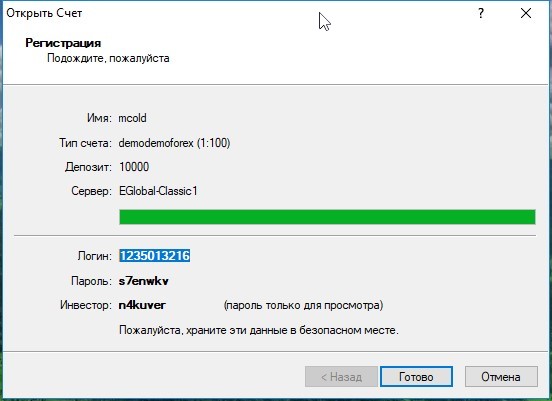 Открыть Счет
?
Регистрация
Подождите, пожалуйста
Имя: mcold
Тип счета: demodemoforex (1:100)
Депозит: 10000
Сервер: EGlobal-Classic1
Логин: 1235013216
Пароль: s7enwkv
Инвестор: n4kuver (пароль только для просмотра)
Пожалуйста, храните эти данные в безопасном месте.
< Назад Готово Отмена